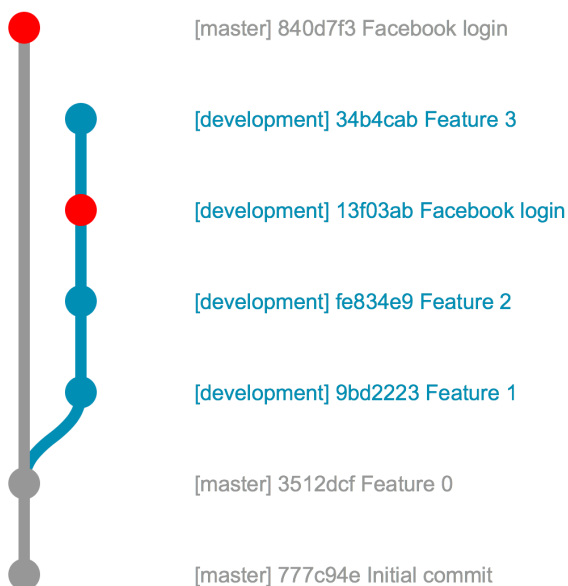 [master] 840d7f3 Facebook login
[development] 34b4cab Feature 3
[development] 13f03ab Facebook login
[development] fe834e9 Feature 2
[development] 9bd2223 Feature 1
[master] 3512dcf Feature 0
[master] 777c94e Initial commit